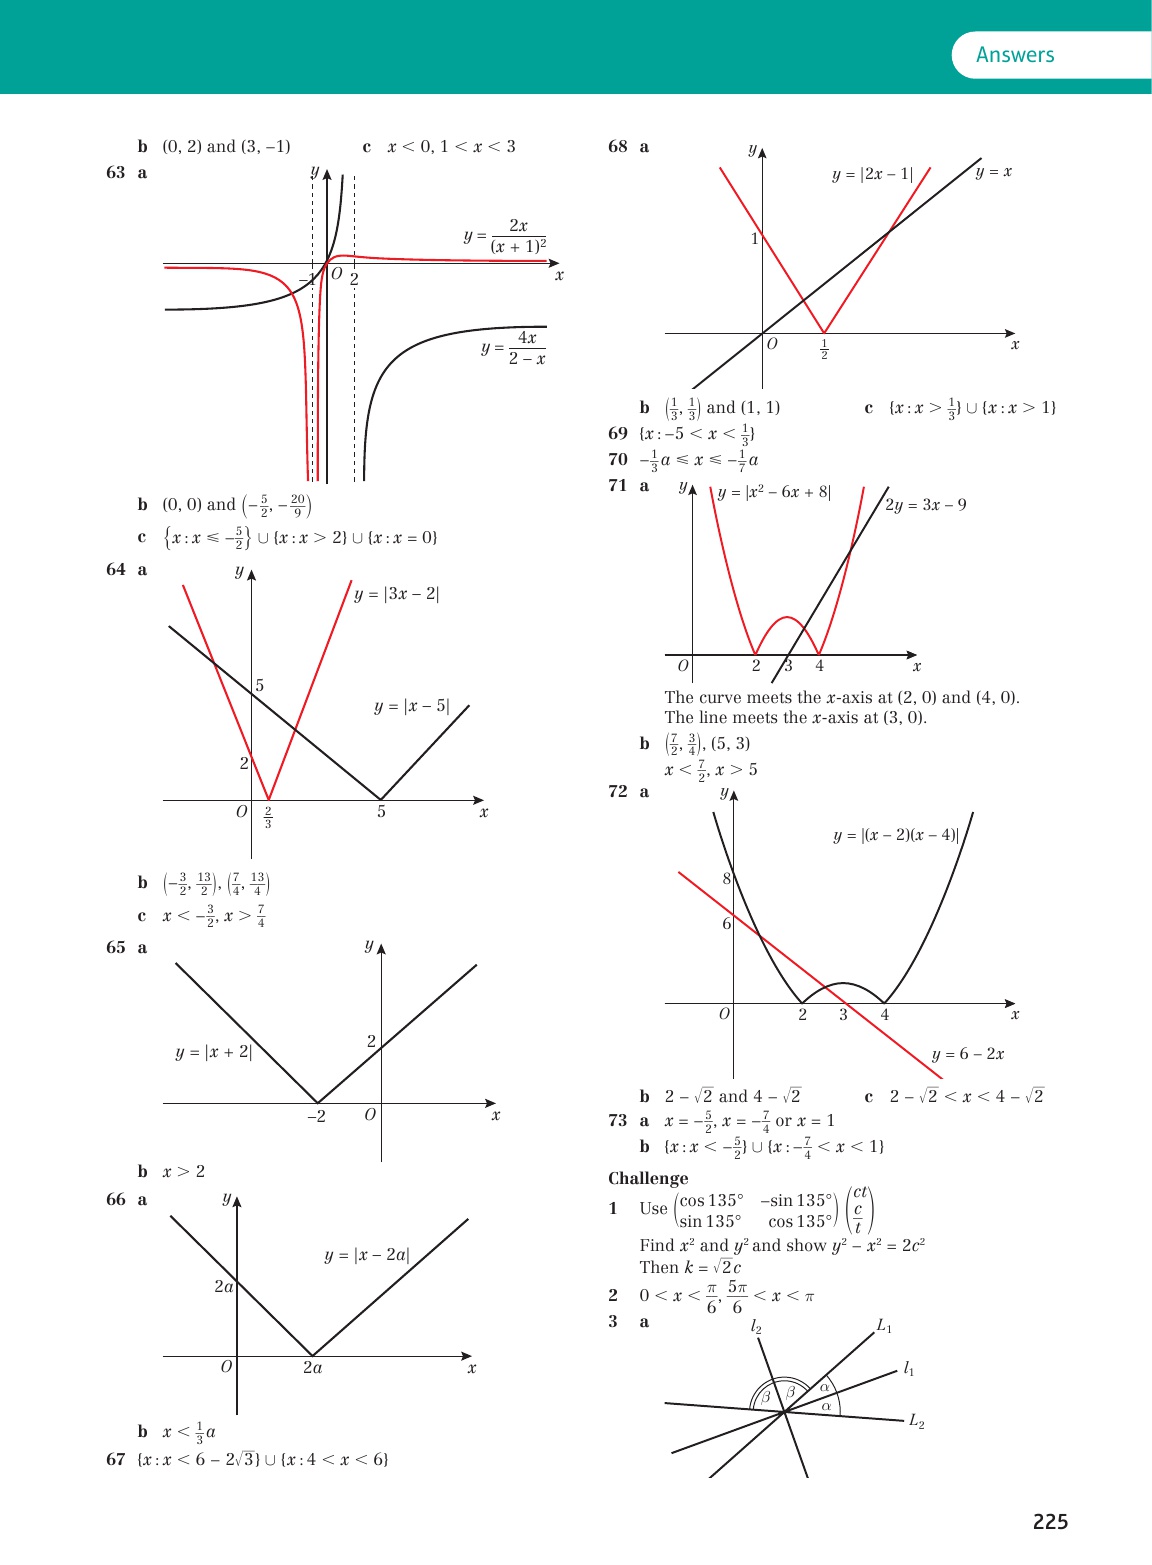 Answers
b (0, 2) and (3, –1) c x < 0, 1 < x < 3
63 a
y
y = 2x/(x + 1)²
–1 O 2 x
y = 4x/(2 – x)
b (0, 0) and (–5/2, –20/9)
c {x : x ⩽ –5/2} ∪ {x : x > 2} ∪ {x : x = 0}
64 a
y
y = |3x – 2|
5
y = |x – 5|
2
O 2/3 5 x
b (–3/2, 13/2), (7/4, 13/4)
c x < –3/2, x > 7/4
65 a
y
2
y = |x + 2|
–2 O x
b x > 2
66 a
y
y = |x – 2a|
2a
O 2a x
b x < 1/3 a
67 {x : x < 6 – 2√3} ∪ {x : 4 < x < 6}
68 a
y
y = |2x – 1| y = x
1
O 1/2 x
b (1/3, 1/3) and (1, 1) c {x : x > 1/3} ∪ {x : x > 1}
69 {x : –5 < x < 1/3}
70 –1/3 a ⩽ x ⩽ –1/7 a
71 a
y
y = |x² – 6x + 8|
2y = 3x – 9
O 2 3 4 x
The curve meets the x-axis at (2, 0) and (4, 0).
The line meets the x-axis at (3, 0).
b (7/2, 3/4), (5, 3)
x < 7/2, x > 5
72 a
y
y = |(x – 2)(x – 4)|
8
6
O 2 3 4 x
y = 6 – 2x
b 2 – √2 and 4 – √2 c 2 – √2 < x < 4 – √2
73 a x = –5/2, x = –7/4 or x = 1
b {x : x < –5/2} ∪ {x : –7/4 < x < 1}
Challenge
1 Use (cos 135° –sin 135° sin 135° cos 135°) (ct c/t)
Find x² and y² and show y² – x² = 2c²
Then k = √2c
2 0 < x < π/6, 5π/6 < x < π
3 a
l₂ L₁
l₁
β β α
α
L₂
225